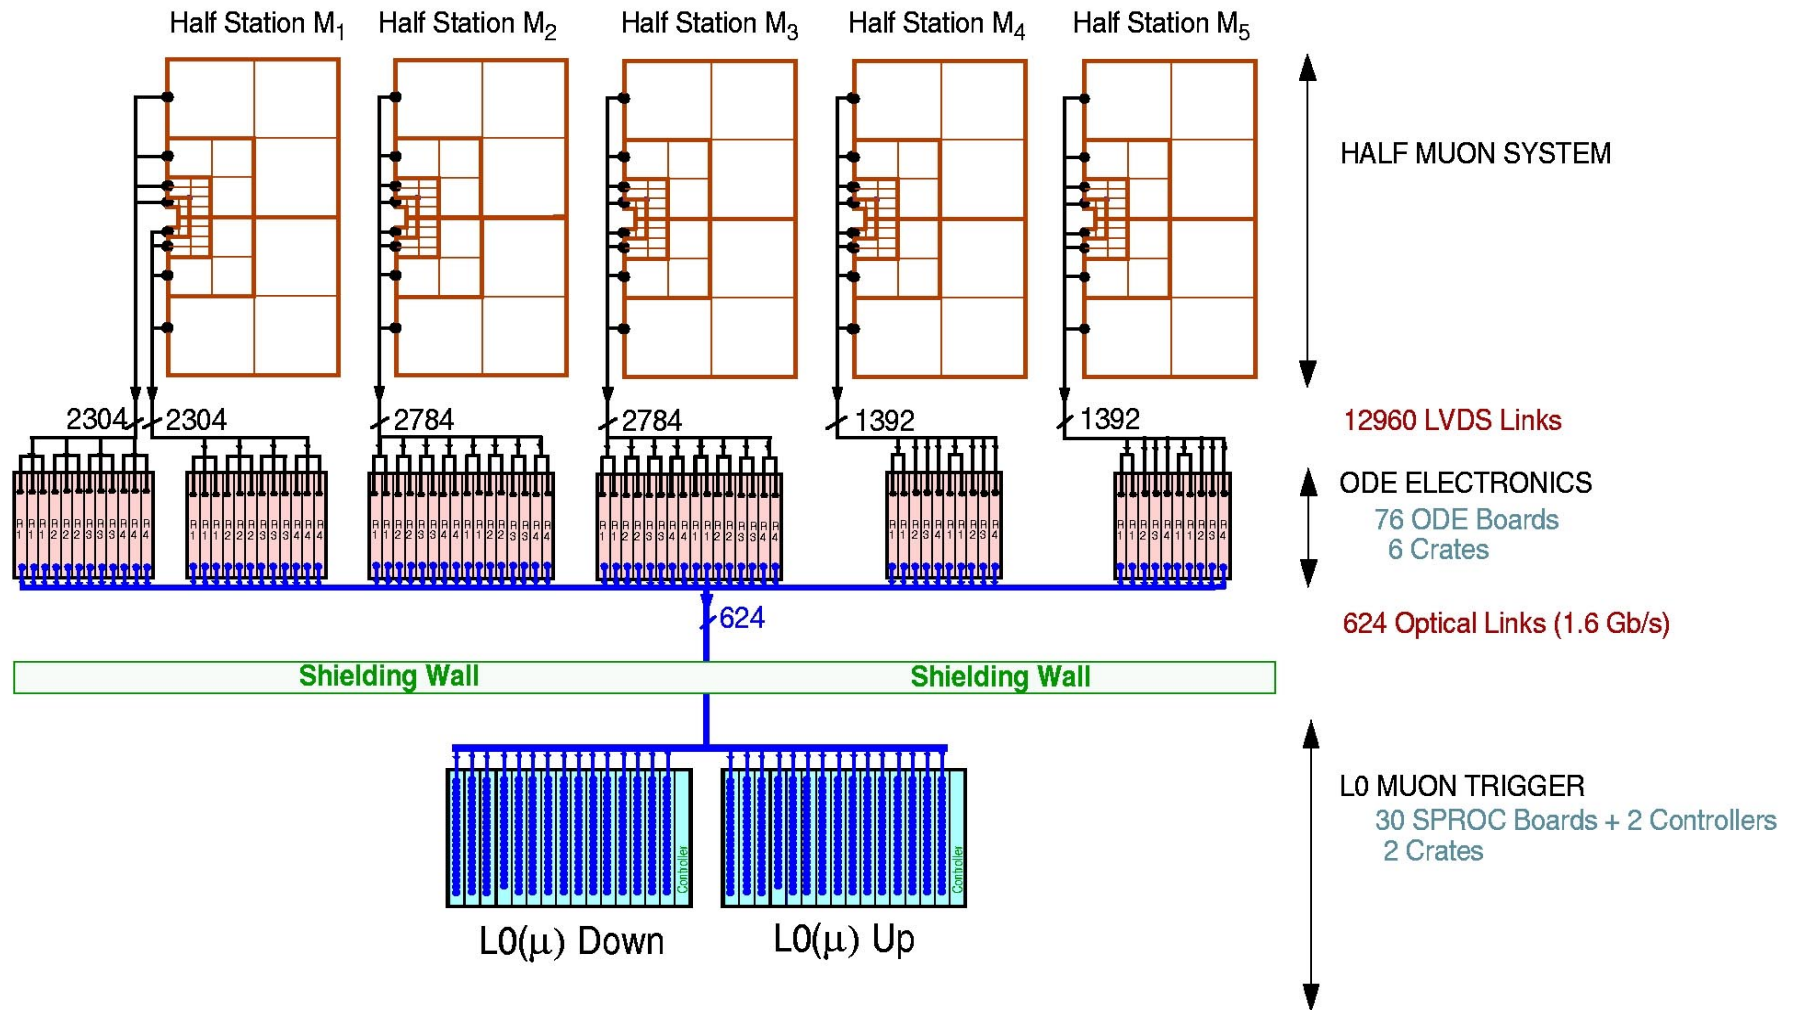 Half Station M1
Half Station M2
Half Station M3
Half Station M4
Half Station M5
HALF MUON SYSTEM
2304
2304
2784
2784
1392
1392
12960 LVDS Links
ODE ELECTRONICS
76 ODE Boards
6 Crates
624
624 Optical Links (1.6 Gb/s)
Shielding Wall
Shielding Wall
L0 MUON TRIGGER
30 SPROC Boards + 2 Controllers
2 Crates
Controller
Controller
L0(μ) Down
L0(μ) Up